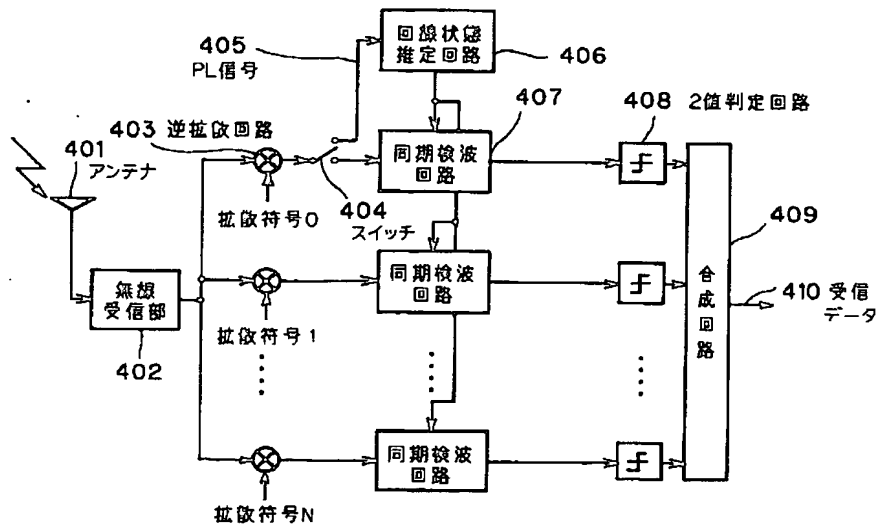 405
PL信号
回線状態
推定回路
406
407
408 2値判定回路
403 逆拡散回路
401
アンテナ
同期検波
回路
拡散符号0
404
スイッチ
409
無線
受信部
402
拡散符号1
同期検波
回路
合成回路
410 受信
データ
拡散符号N
同期検波
回路